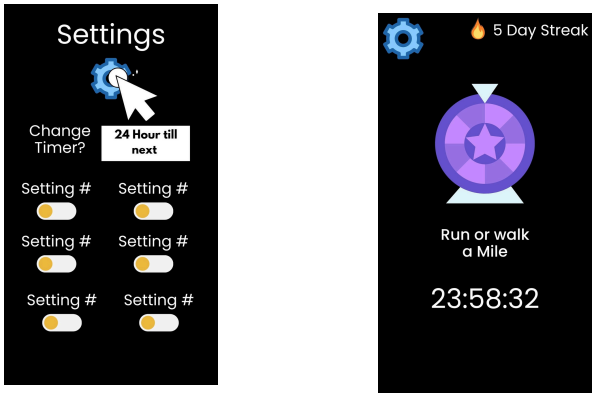 Settings
Change
Timer?
24 Hour till
next
Setting #
Setting #
Setting #
Setting #
Setting #
Setting #
5 Day Streak
Run or walk
a Mile
23:58:32